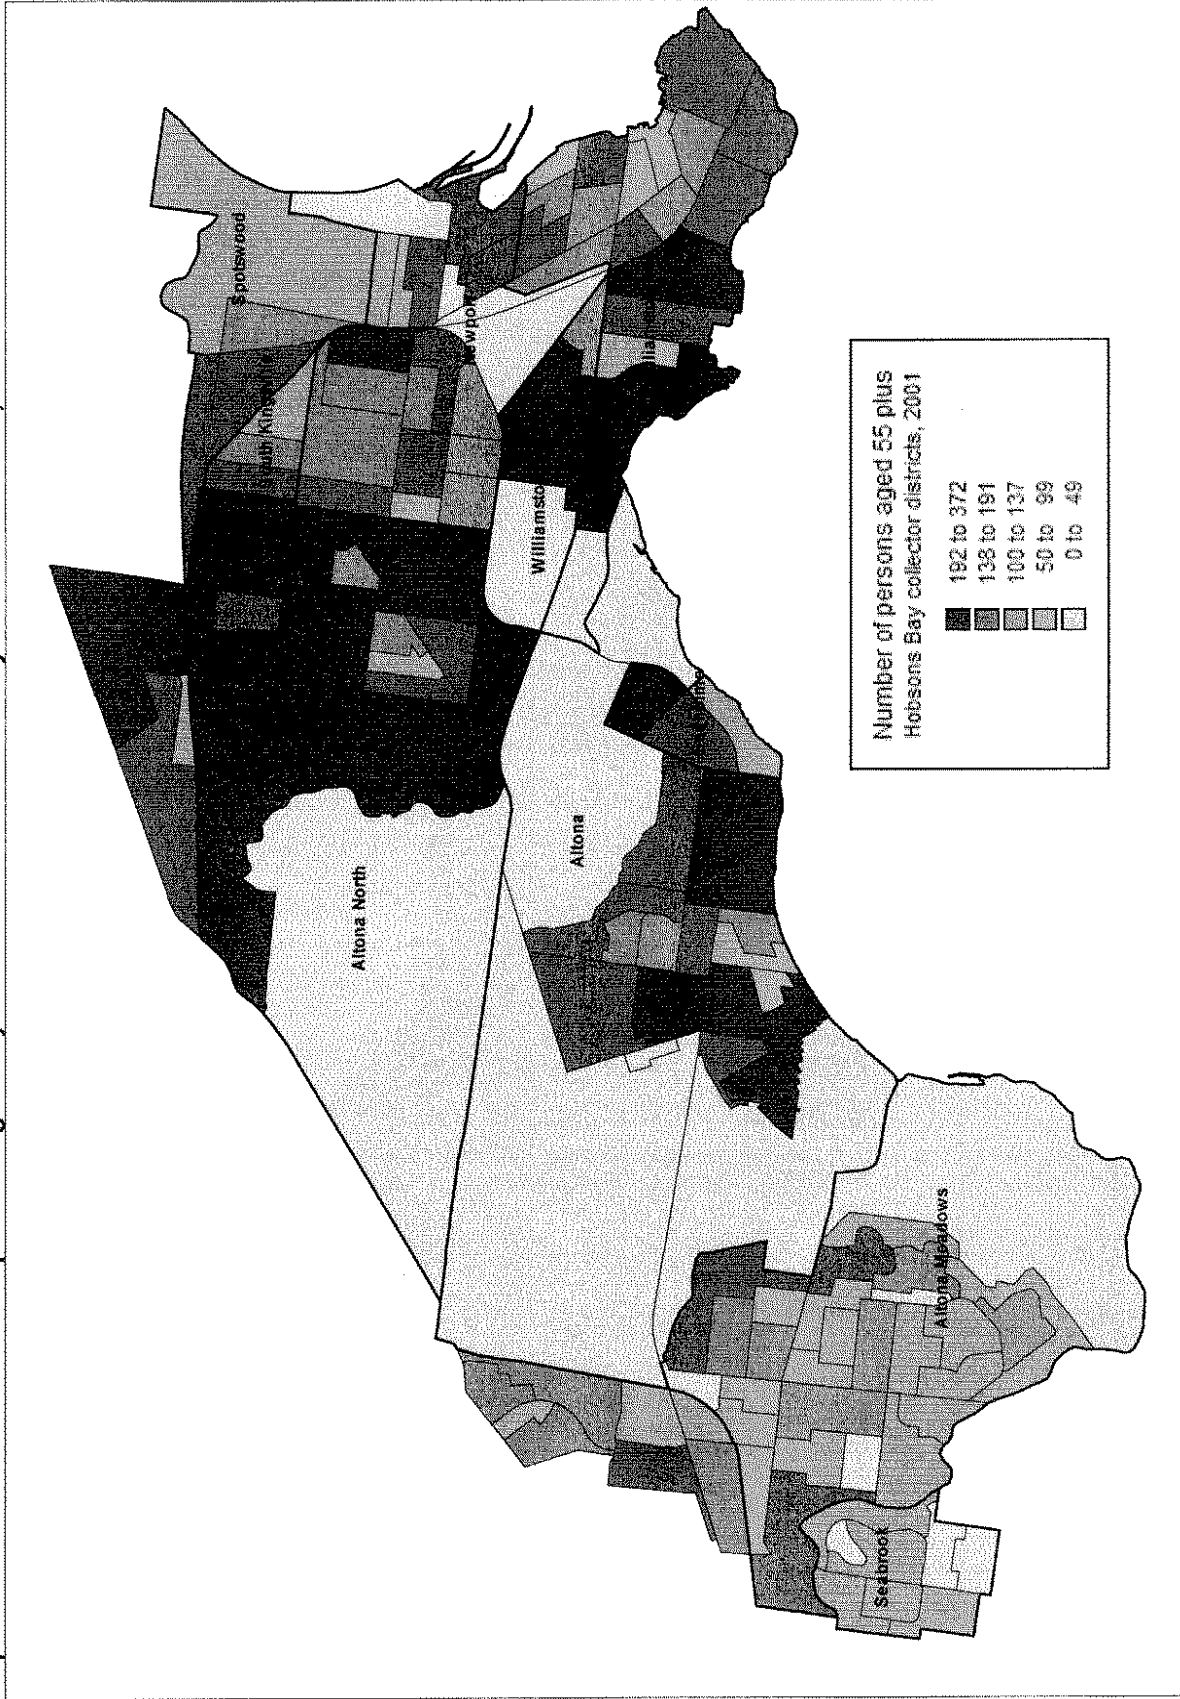 Spotswood
Altona North
Altona
Altona Meadows
Seabrook
Number of persons aged 55 plus
Hobsons Bay collector districts, 2001
192 to 372
138 to 191
100 to 137
50 to 99
0 to 49